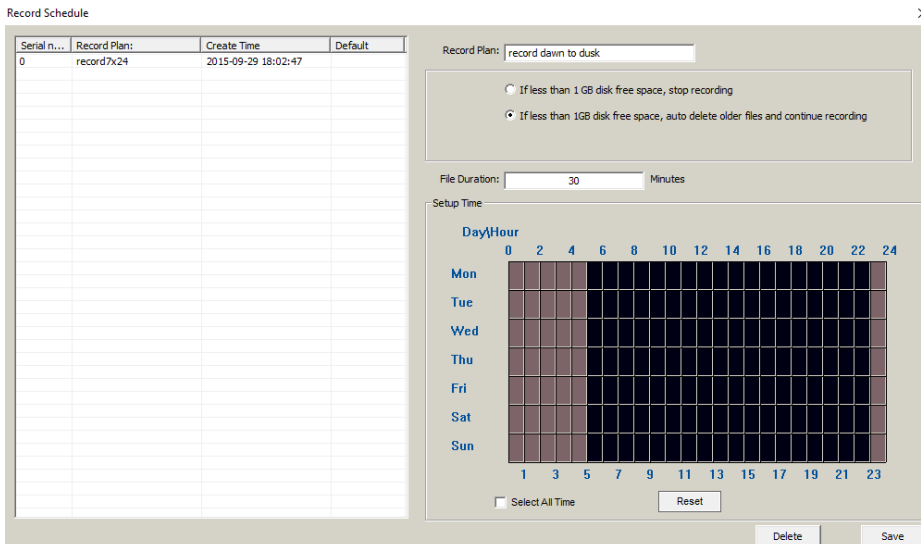 Record Schedule
Serial n... Record Plan: Create Time Default
0 record7x24 2015-09-29 18:02:47
Record Plan: record dawn to dusk
If less than 1 GB disk free space, stop recording
If less than 1GB disk free space, auto delete older files and continue recording
File Duration: 30 Minutes
Setup Time
Day\Hour
0 2 4 6 8 10 12 14 16 18 20 22 24
Mon
Tue
Wed
Thu
Fri
Sat
Sun
1 3 5 7 9 11 13 15 17 19 21 23
Select All Time Reset
Delete Save